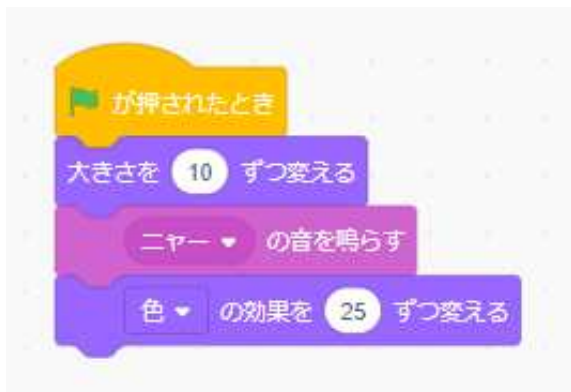 が押されたとき
大きさを 10 ずつ変える
ニャー の音を鳴らす
色 の効果を 25 ずつ変える